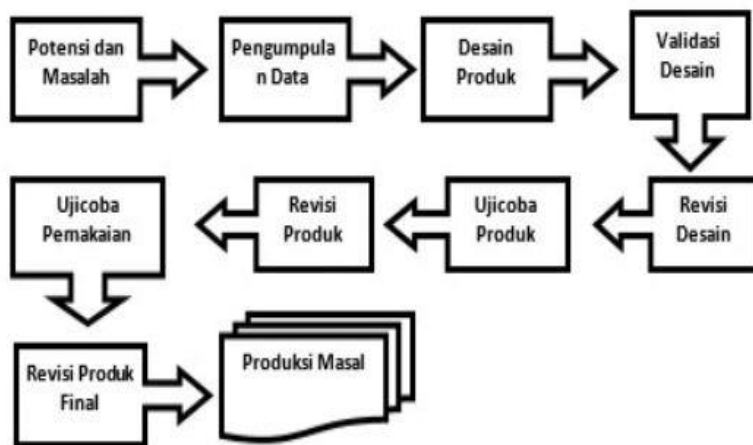 Potensi dan
Masalah
Pengumpula
n Data
Desain
Produk
Validasi
Desain
Revisi
Desain
Ujicoba
Produk
Revisi
Produk
Ujicoba
Pemakaian
Revisi Produk
Final
Produksi Masal